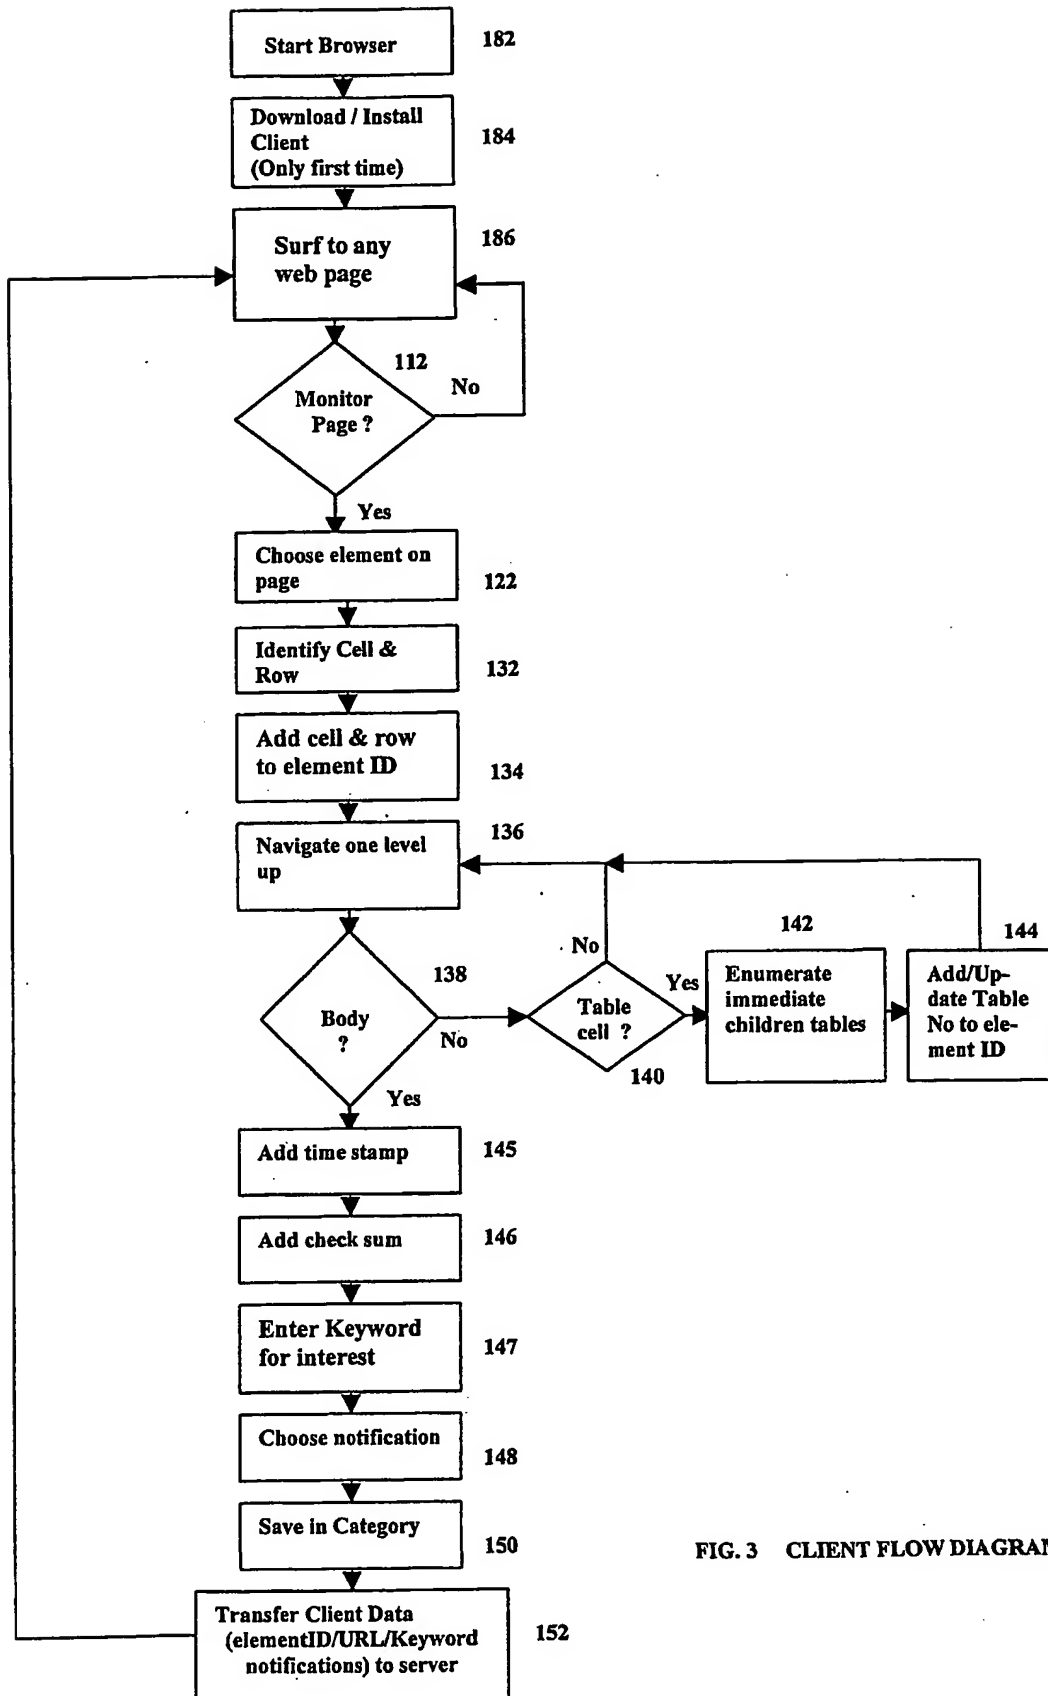 Start Browser
182
Download / Install
Client
(Only first time)
184
Surf to any
web page
186
112
Monitor
Page ?
No
Yes
Choose element on
page
122
Identify Cell &
Row
132
Add cell & row
to element ID
134
Navigate one level
up
136
138
Body
?
No
Yes
No
Table
cell ?
140
Yes
142
Enumerate
immediate
children tables
144
Add/Up-
date Table
No to ele-
ment ID
Add time stamp
145
Add check sum
146
Enter Keyword
for interest
147
Choose notification
148
Save in Category
150
Transfer Client Data
(elementID/URL/Keyword
notifications) to server
152
FIG. 3 CLIENT FLOW DIAGRAM